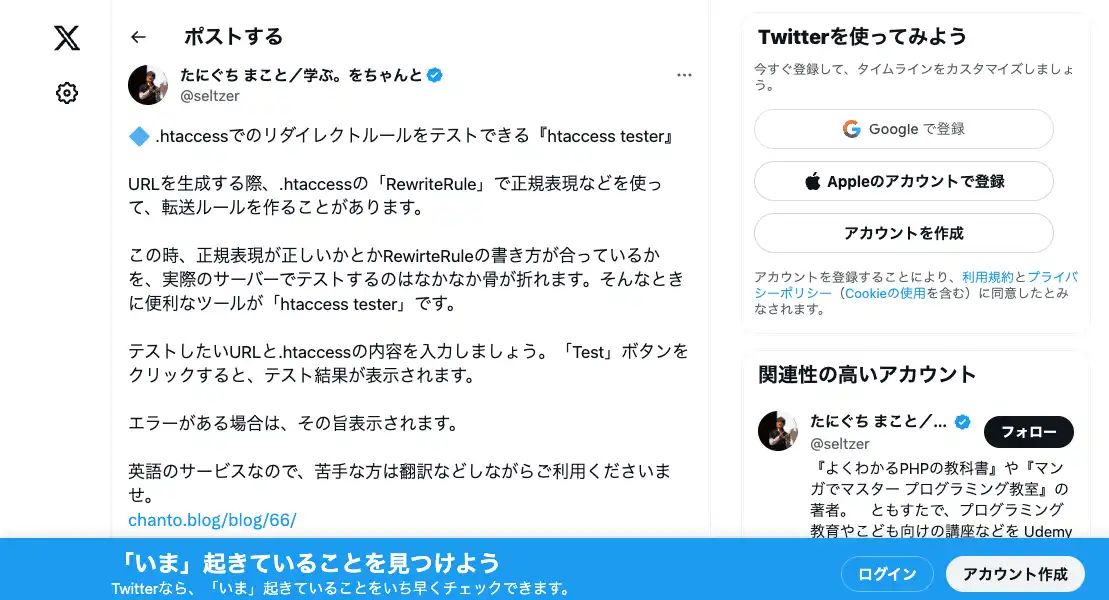 ポストする
たにぐち まこと／学ぶ。をちゃんと
@seltzer
.htaccessでのリダイレクトルールをテストできる『htaccess tester』
URLを生成する際、.htaccessの「RewriteRule」で正規表現などを使っ
て、転送ルールを作ることがあります。
この時、正規表現が正しいかとかRewirteRuleの書き方が合っているか
を、実際のサーバーでテストするのはなかなか骨が折れます。そんなとき
に便利なツールが「htaccess tester」です。
テストしたいURLと.htaccessの内容を入力しましょう。「Test」ボタンを
クリックすると、テスト結果が表示されます。
エラーがある場合は、その旨表示されます。
英語のサービスなので、苦手な方は翻訳などしながらご利用くださいま
せ。
chanto.blog/blog/66/
Twitterを使ってみよう
今すぐ登録して、タイムラインをカスタマイズしましょ
う。
Google で登録
Appleのアカウントで登録
アカウントを作成
アカウントを登録することにより、利用規約とプライバ
シーポリシー（Cookieの使用を含む）に同意したとみ
なされます。
関連性の高いアカウント
たにぐち まこと／...
フォロー
@seltzer
『よくわかるPHPの教科書』や『マン
ガでマスター プログラミング教室』の
著者。 ともすたで、プログラミング
教育やこども向けの講座などを Udemy
「いま」起きていることを見つけよう
Twitterなら、「いま」起きていることをいち早くチェックできます。
ログイン
アカウント作成